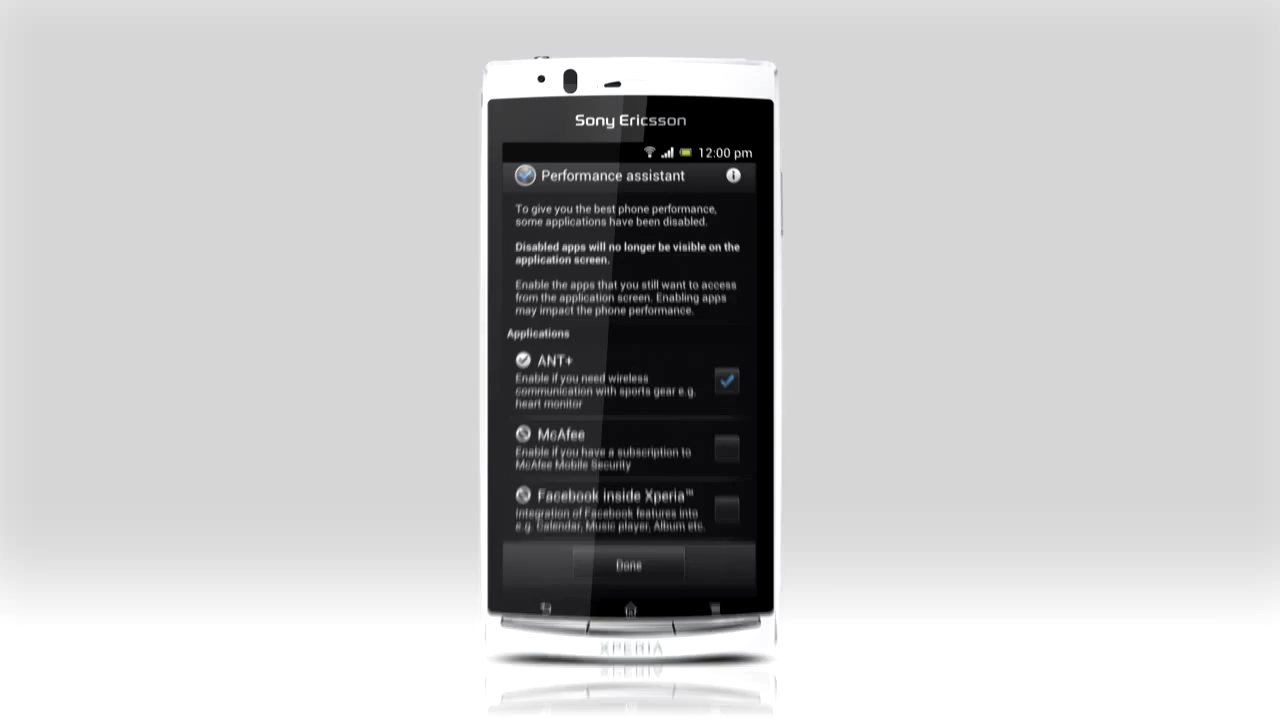 Sony Ericsson
12:00 pm
Performance assistant
To give you the best phone performance,
some applications have been disabled.
Disabled apps will no longer be visible on the
application screen.
Enable the apps that you still want to access
from the application screen. Enabling apps
may impact the phone performance.
Applications
ANT+
Enable if you need wireless
communication with sports gear e.g.
heart monitor
McAfee
Enable if you have a subscription to
McAfee Mobile Security
Facebook inside Xperia™
Integration of Facebook features into
e.g. Calendar, Music player, Album etc.
Done
XPERIA